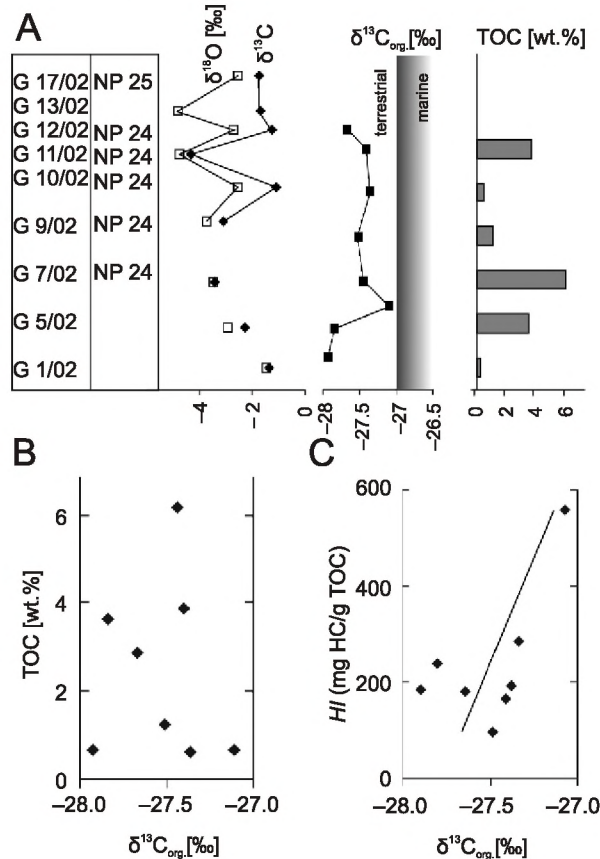 A
δ18O [‰]
δ13C
δ13Corg.[‰]
TOC [wt.%]
G 17/02 NP 25
G 13/02
G 12/02 NP 24
G 11/02 NP 24
G 10/02 NP 24
G 9/02
NP 24
G 7/02 NP 24
G 5/02
G 1/02
terrestrial
marine
–4 –2 0
–28 –27.5 –27 –26.5
0 2 4 6
B
TOC [wt.%]
6
4
2
0
–28.0 –27.5 –27.0
δ13Corg.[‰]
C
HI (mg HC/g TOC)
600
400
200
0
–28.0 –27.5 –27.0
δ13Corg.[‰]